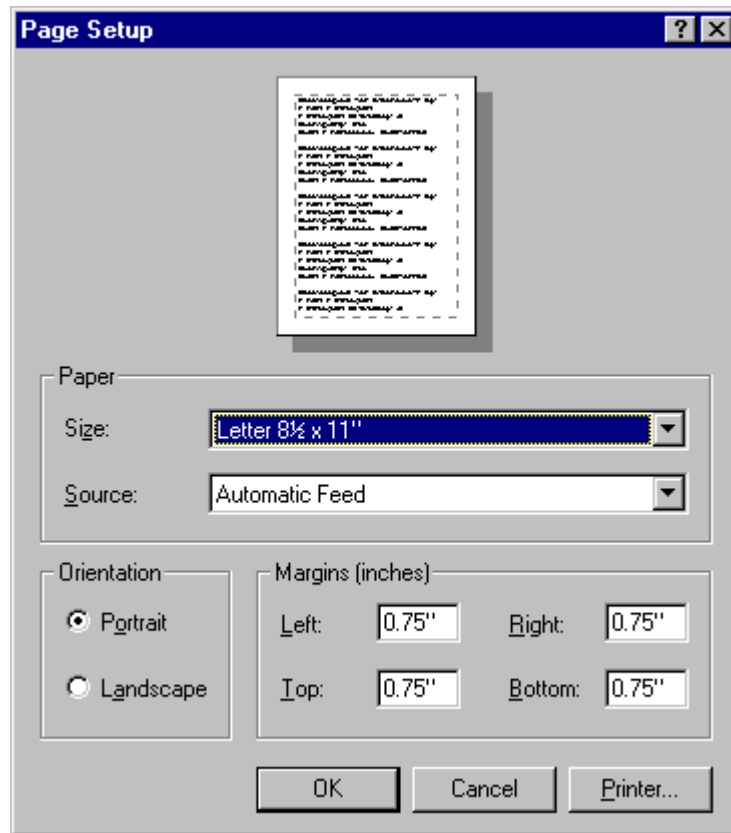 Page Setup
Paper
Size: Letter 8½ x 11"
Source: Automatic Feed
Orientation
Portrait
Landscape
Margins (inches)
Left: 0.75" Right: 0.75"
Top: 0.75" Bottom: 0.75"
OK Cancel Printer...